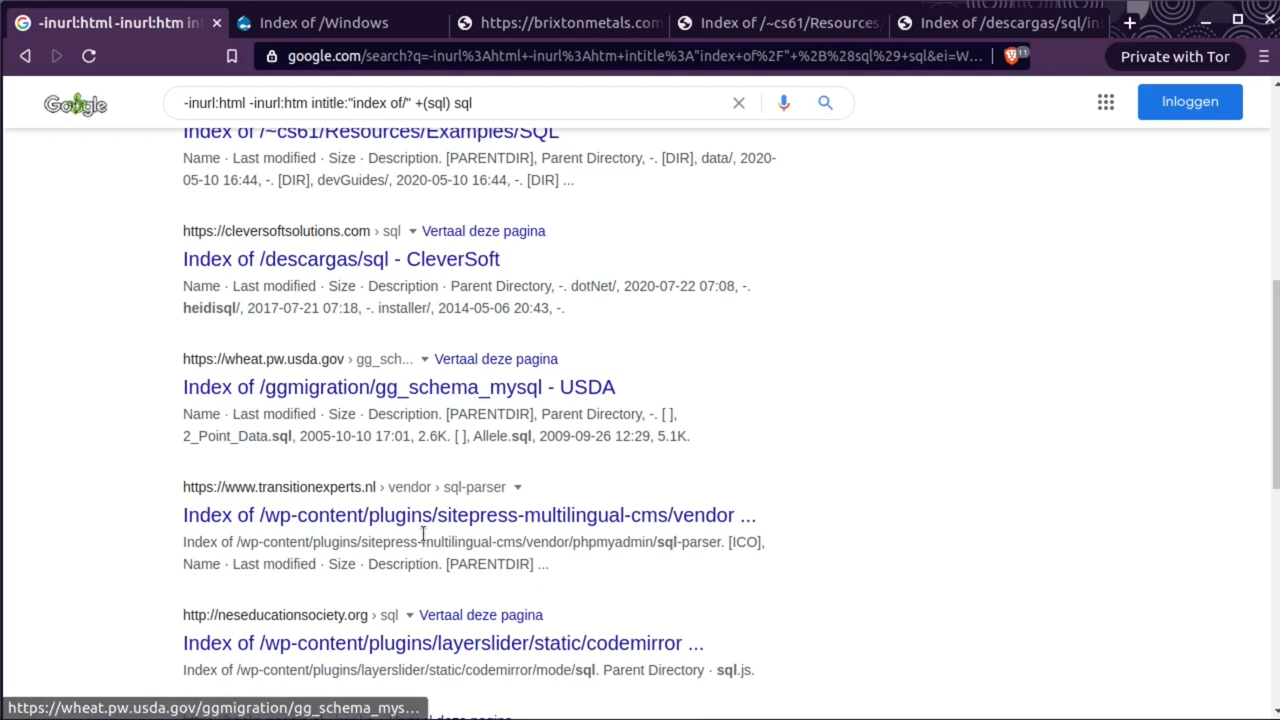 -inurl:html -inurl:htm int
Index of /Windows
https://brixtonmetals.com
Index of /~cs61/Resources/
Index of /descargas/sql/ins
google.com/search?q=-inurl%3Ahtml+-inurl%3Ahtm+intitle%3A"index+of%2F"+%2B%28sql%29+sql&ei=W...
11
Private with Tor
Google
-inurl:html -inurl:htm intitle:"index of/" +(sql) sql
Inloggen
Index of /~cs61/Resources/Examples/SQL
Name · Last modified · Size · Description. [PARENTDIR], Parent Directory, -. [DIR], data/, 2020-
05-10 16:44, -. [DIR], devGuides/, 2020-05-10 16:44, -. [DIR] ...
https://cleversoftsolutions.com › sql Vertaal deze pagina
Index of /descargas/sql - CleverSoft
Name · Last modified · Size · Description · Parent Directory, -. dotNet/, 2020-07-22 07:08, -.
heidisql/, 2017-07-21 07:18, -. installer/, 2014-05-06 20:43, -.
https://wheat.pw.usda.gov › gg_sch... Vertaal deze pagina
Index of /ggmigration/gg_schema_mysql - USDA
Name · Last modified · Size · Description. [PARENTDIR], Parent Directory, -. [ ],
2_Point_Data.sql, 2005-10-10 17:01, 2.6K. [ ], Allele.sql, 2009-09-26 12:29, 5.1K.
https://www.transitionexperts.nl › vendor › sql-parser
Index of /wp-content/plugins/sitepress-multilingual-cms/vendor ...
Index of /wp-content/plugins/sitepress-multilingual-cms/vendor/phpmyadmin/sql-parser. [ICO],
Name · Last modified · Size · Description. [PARENTDIR] ...
http://neseducationsociety.org › sql Vertaal deze pagina
Index of /wp-content/plugins/layerslider/static/codemirror ...
Index of /wp-content/plugins/layerslider/static/codemirror/mode/sql. Parent Directory · sql.js.
https://wheat.pw.usda.gov/ggmigration/gg_schema_mys...